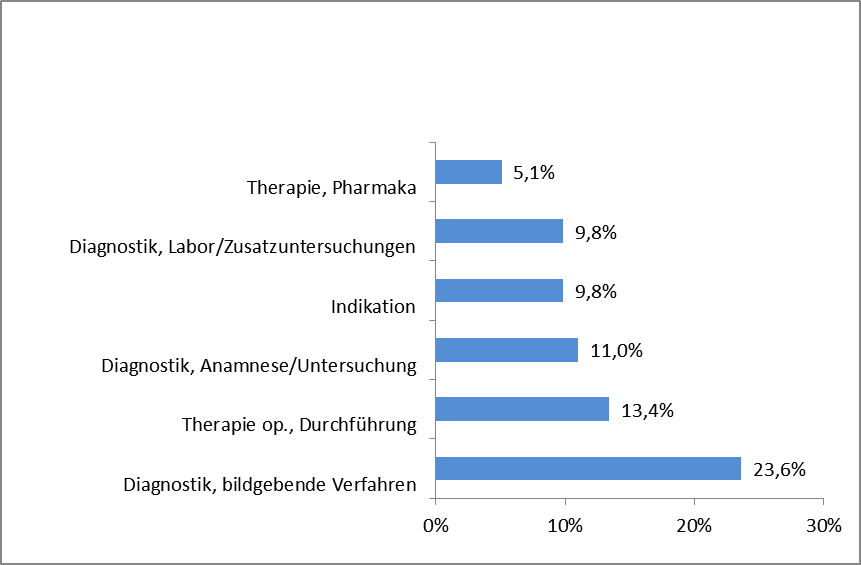 Therapie, Pharmaka 5,1%
Diagnostik, Labor/Zusatzuntersuchungen 9,8%
Indikation 9,8%
Diagnostik, Anamnese/Untersuchung 11,0%
Therapie op., Durchführung 13,4%
Diagnostik, bildgebende Verfahren 23,6%
0% 10% 20% 30%